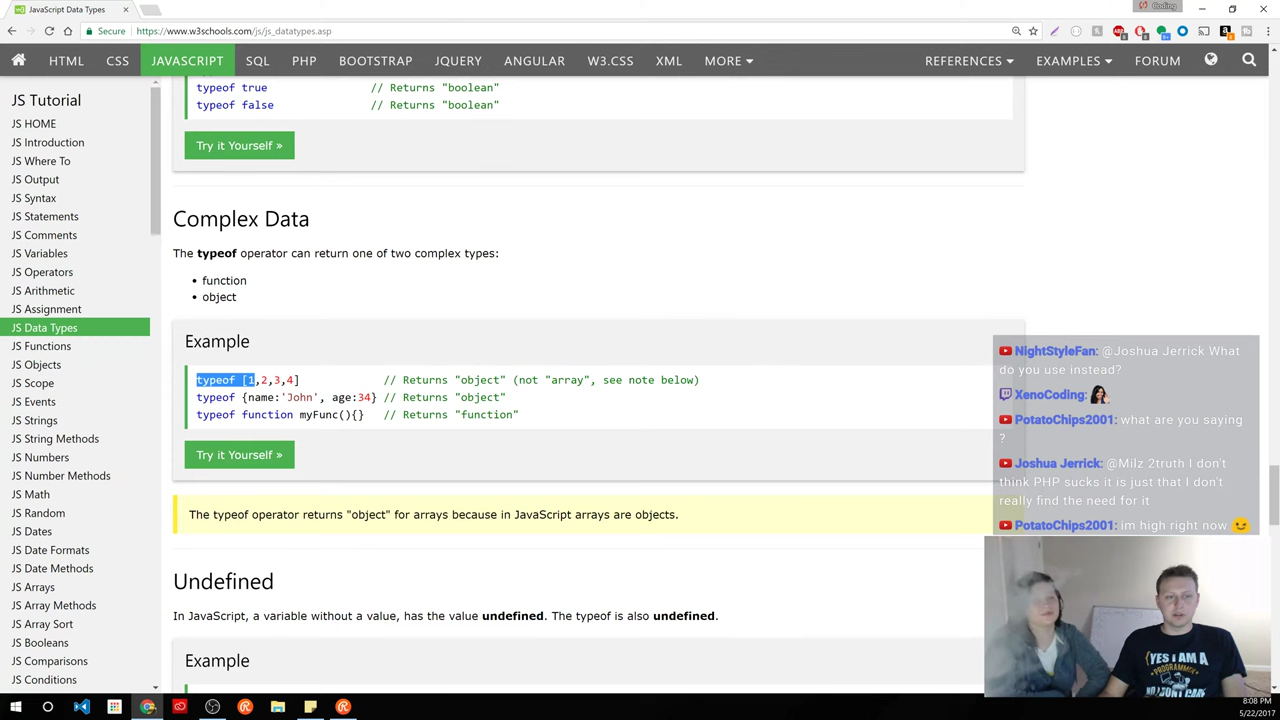 JavaScript Data Types
Coding
Secure
https://www.w3schools.com/js/js_datatypes.asp
HTML CSS JAVASCRIPT SQL PHP BOOTSTRAP JQUERY ANGULAR W3.CSS XML MORE REFERENCES EXAMPLES FORUM
JS Tutorial
JS HOME
JS Introduction
JS Where To
JS Output
JS Syntax
JS Statements
JS Comments
JS Variables
JS Operators
JS Arithmetic
JS Assignment
JS Data Types
JS Functions
JS Objects
JS Scope
JS Events
JS Strings
JS String Methods
JS Numbers
JS Number Methods
JS Math
JS Random
JS Dates
JS Date Formats
JS Date Methods
JS Arrays
JS Array Methods
JS Array Sort
JS Booleans
JS Comparisons
JS Conditions
typeof true // Returns "boolean"
typeof false // Returns "boolean"
Try it Yourself »
Complex Data
The typeof operator can return one of two complex types:
• function
• object
Example
typeof [1,2,3,4] // Returns "object" (not "array", see note below)
typeof {name:'John', age:34} // Returns "object"
typeof function myFunc(){} // Returns "function"
Try it Yourself »
The typeof operator returns "object" for arrays because in JavaScript arrays are objects.
Undefined
In JavaScript, a variable without a value, has the value undefined. The typeof is also undefined.
Example
NightStyleFan: @Joshua Jerrick What
do you use instead?
XenoCoding:
PotatoChips2001: what are you saying
?
Joshua Jerrick: @Milz 2truth I don't
think PHP sucks it is just that I don't
really find the need for it
PotatoChips2001: im high right now
YES I AM A
PROGRAMMER
8:08 PM
5/22/2017